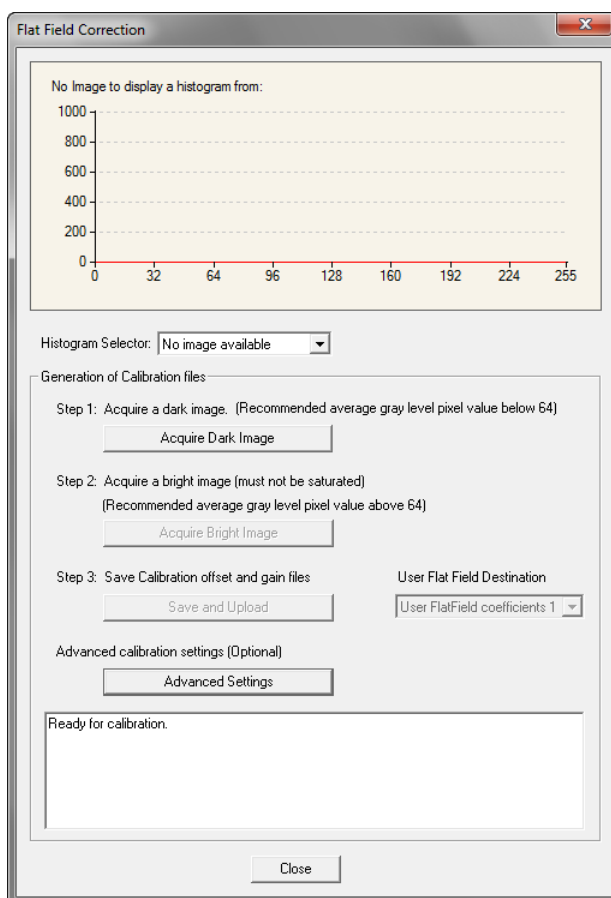 Flat Field Correction
No Image to display a histogram from:
1000
800
600
400
200
0
0 32 64 96 128 160 192 224 255
Histogram Selector: No image available
Generation of Calibration files
Step 1: Acquire a dark image. (Recommended average gray level pixel value below 64)
Acquire Dark Image
Step 2: Acquire a bright image (must not be saturated)
(Recommended average gray level pixel value above 64)
Acquire Bright Image
Step 3: Save Calibration offset and gain files User Flat Field Destination
Save and Upload User FlatField coefficients 1
Advanced calibration settings (Optional)
Advanced Settings
Ready for calibration.
Close